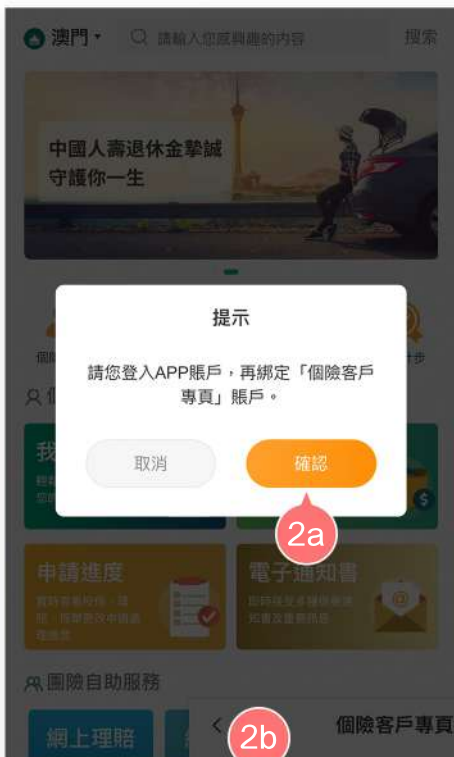 澳門
請輸入您感興趣的內容
搜索
中國人壽退休金摯誠
守護你一生
提示
請您登入APP賬戶,再綁定「個險客戶
專頁」賬戶。
取消
確認
2a
我
申請進度
電子通知書
團險自助服務
網上理賠
2b
個險客戶專頁